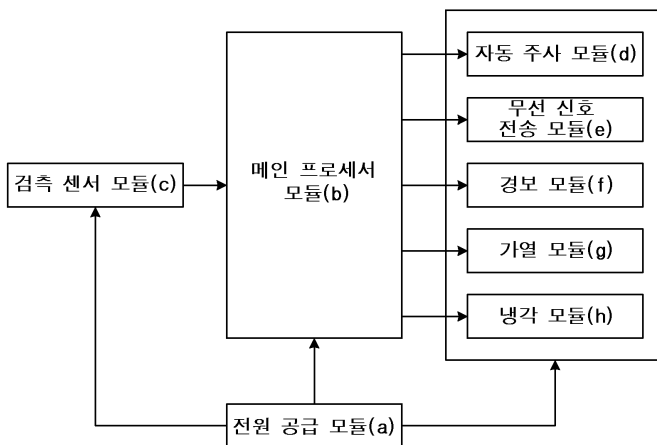 자동 주사 모듈(d)
무선 신호
전송 모듈(e)
메인 프로세서
모듈(b)
검측 센서 모듈(c)
경보 모듈(f)
가열 모듈(g)
냉각 모듈(h)
전원 공급 모듈(a)